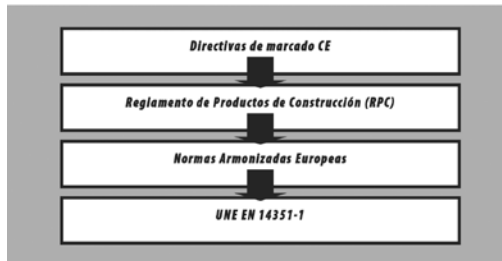 Directivas de marcado CE
Reglamento de Productos de Construcción (RPC)
Normas Armonizadas Europeas
UNE EN 14351-1